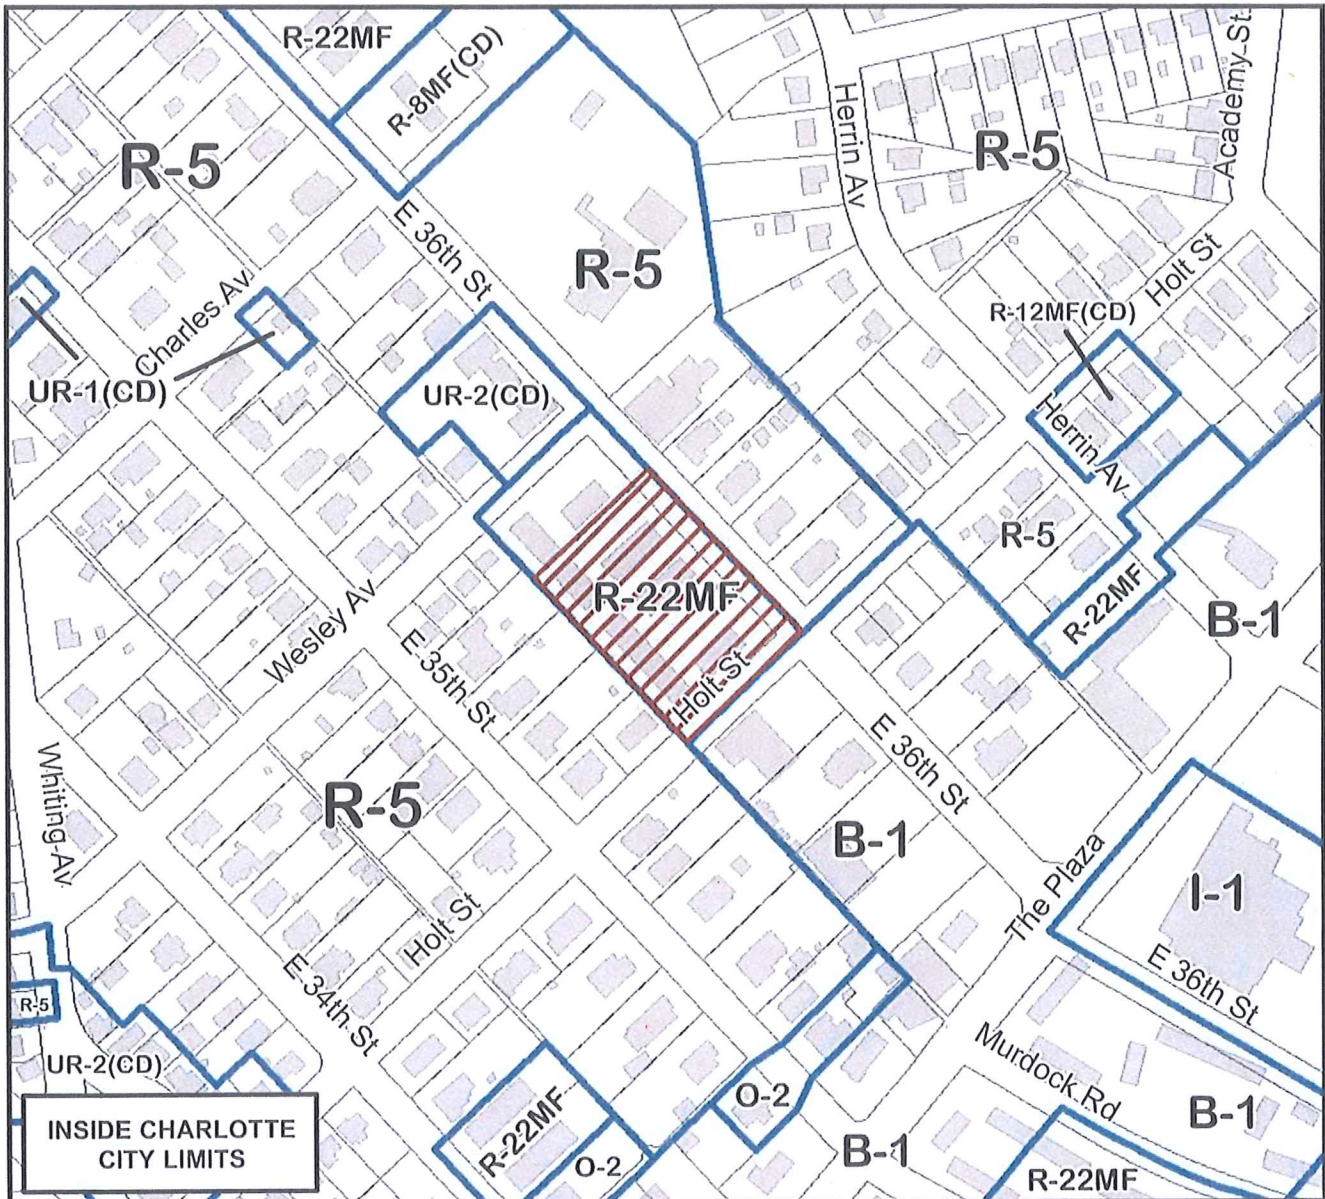 R-22MF
R-8MF(CD)
R-5
Herrin Av
R-5
Academy St
E 36th St
R-5
Holt St
R-12MF(CD)
Charles Av
UR-1(CD)
UR-2(CD)
Herrin Av
R-5
R-22MF
R-22MF
B-1
Wesley Av
E 35th St
Holt St
E 36th St
Whiting Av
R-5
B-1
The Plaza
I-1
Holt St
E 36th St
E 34th St
R-5
UR-2(CD)
Murdock Rd
O-2
B-1
R-22MF
B-1
O-2
R-22MF
INSIDE CHARLOTTE
CITY LIMITS